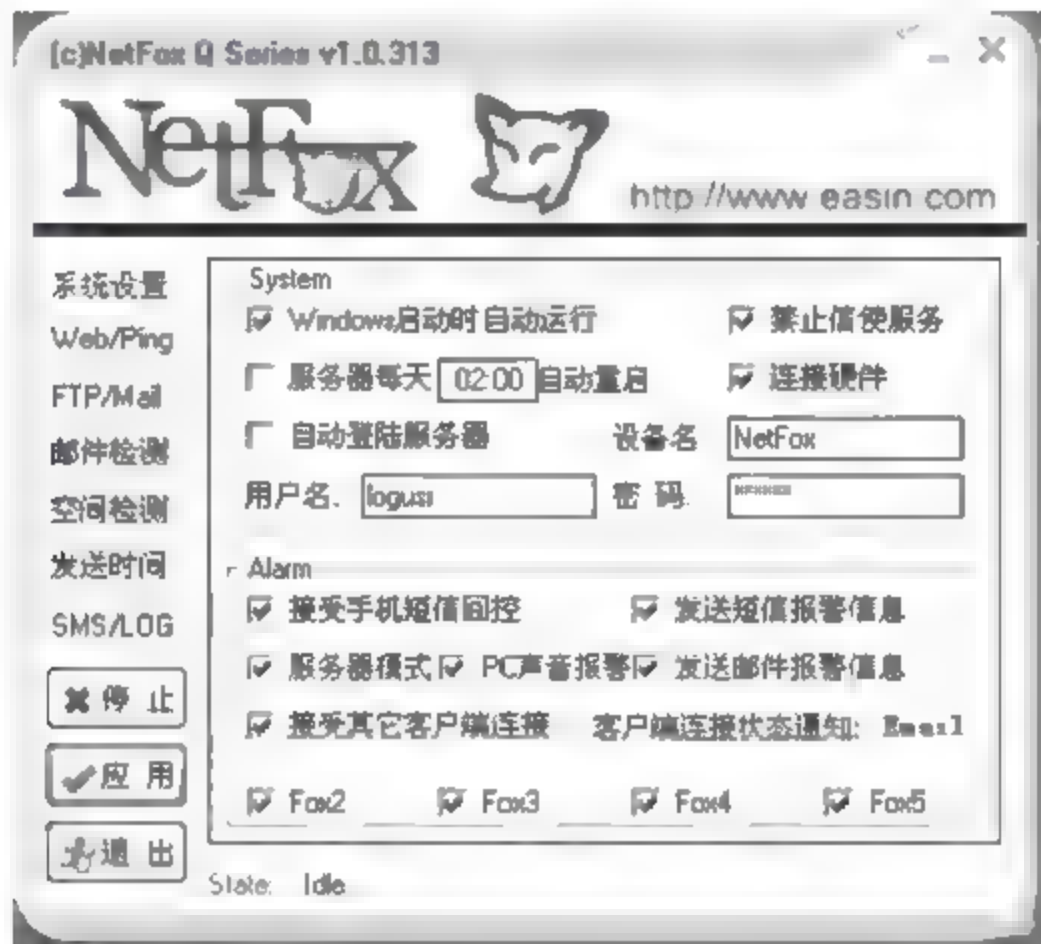 (c)NetFox Q Series v1.0.313
NetFox
http //www easin com
系统设置
Web/Ping
FTP/Mail
邮件检测
空间检测
发送时间
SMS/LOG
停 止
应 用
退 出
System
Windows启动时自动运行 禁止信使服务
服务器每天 02:00 自动重启 连接硬件
自动登陆服务器 设备名 NetFox
用户名. logusr 密 码.
Alarm
接受手机短信回控 发送短信报警信息
服务器模式 PC声音报警 发送邮件报警信息
接受其它客户端连接 客户端连接状态通知: Email
Fox2 Fox3 Fox4 Fox5
State: Idle